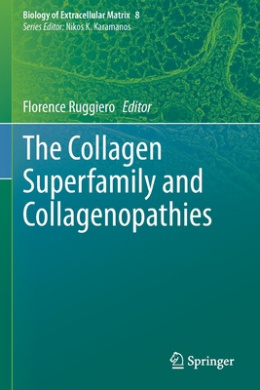 Biology of Extracellular Matrix 8
Series Editor: Nikos K. Karamanos
Florence Ruggiero Editor
The Collagen
Superfamily and
Collagenopathies
Springer